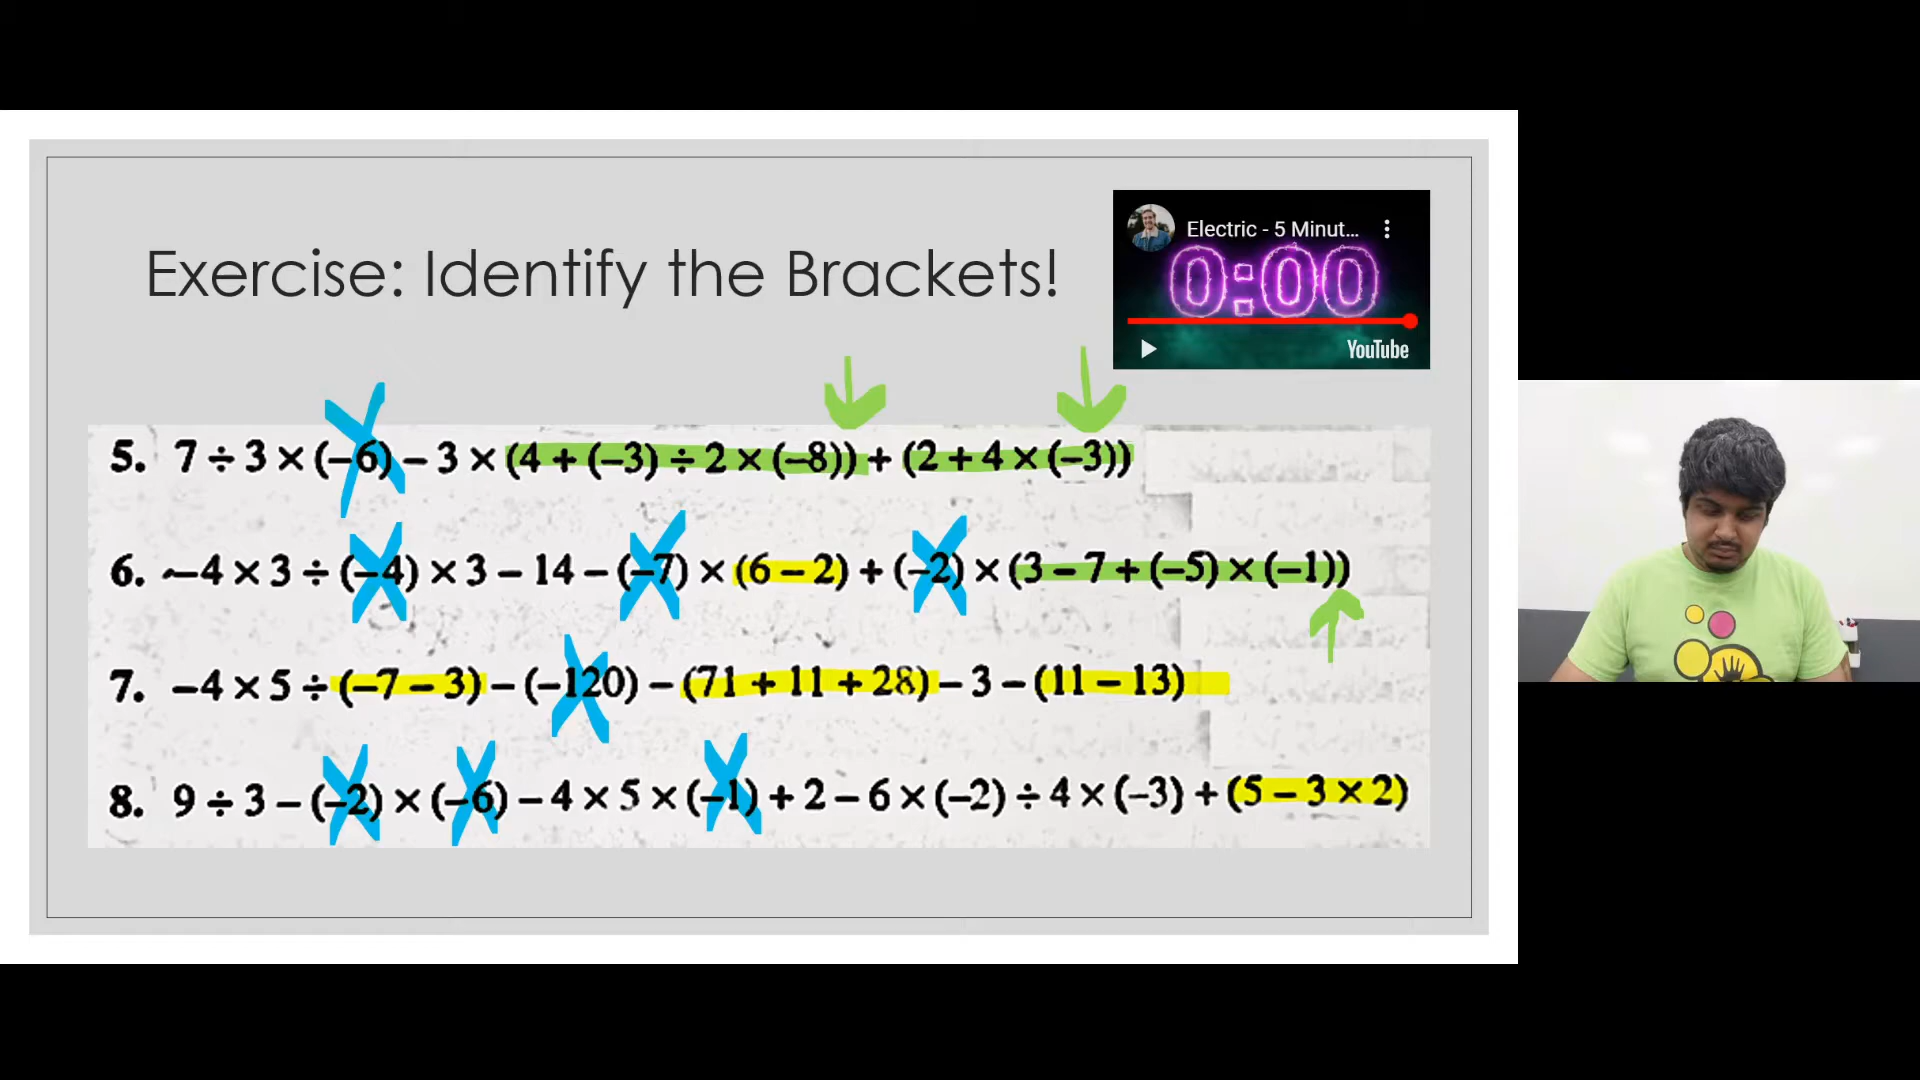 Exercise: Identify the Brackets!
Electric - 5 Minut...
0:00
YouTube
5. 7 ÷ 3 × (−6) − 3 × (4 + (−3) ÷ 2 × (−8)) + (2 + 4 × (−3))
6. −4 × 3 ÷ (−4) × 3 − 14 − (−7) × (6 − 2) + (−2) × (3 − 7 + (−5) × (−1))
7. −4 × 5 ÷ (−7 − 3) − (−120) − (71 + 11 + 28) − 3 − (11 − 13)
8. 9 ÷ 3 − (−2) × (−6) − 4 × 5 × (−1) + 2 − 6 × (−2) ÷ 4 × (−3) + (5 − 3 × 2)